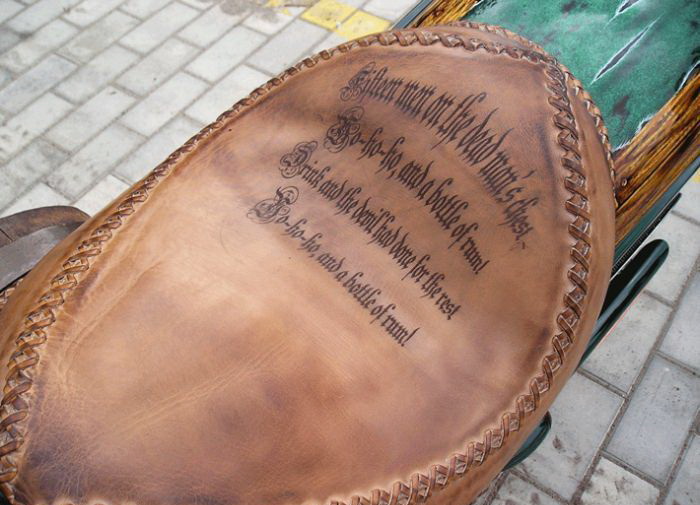 Fifteen men on the dead man's chest,
Yo-ho-ho, and a bottle of rum!
Drink and the devil had done for the rest
Yo-ho-ho, and a bottle of rum!